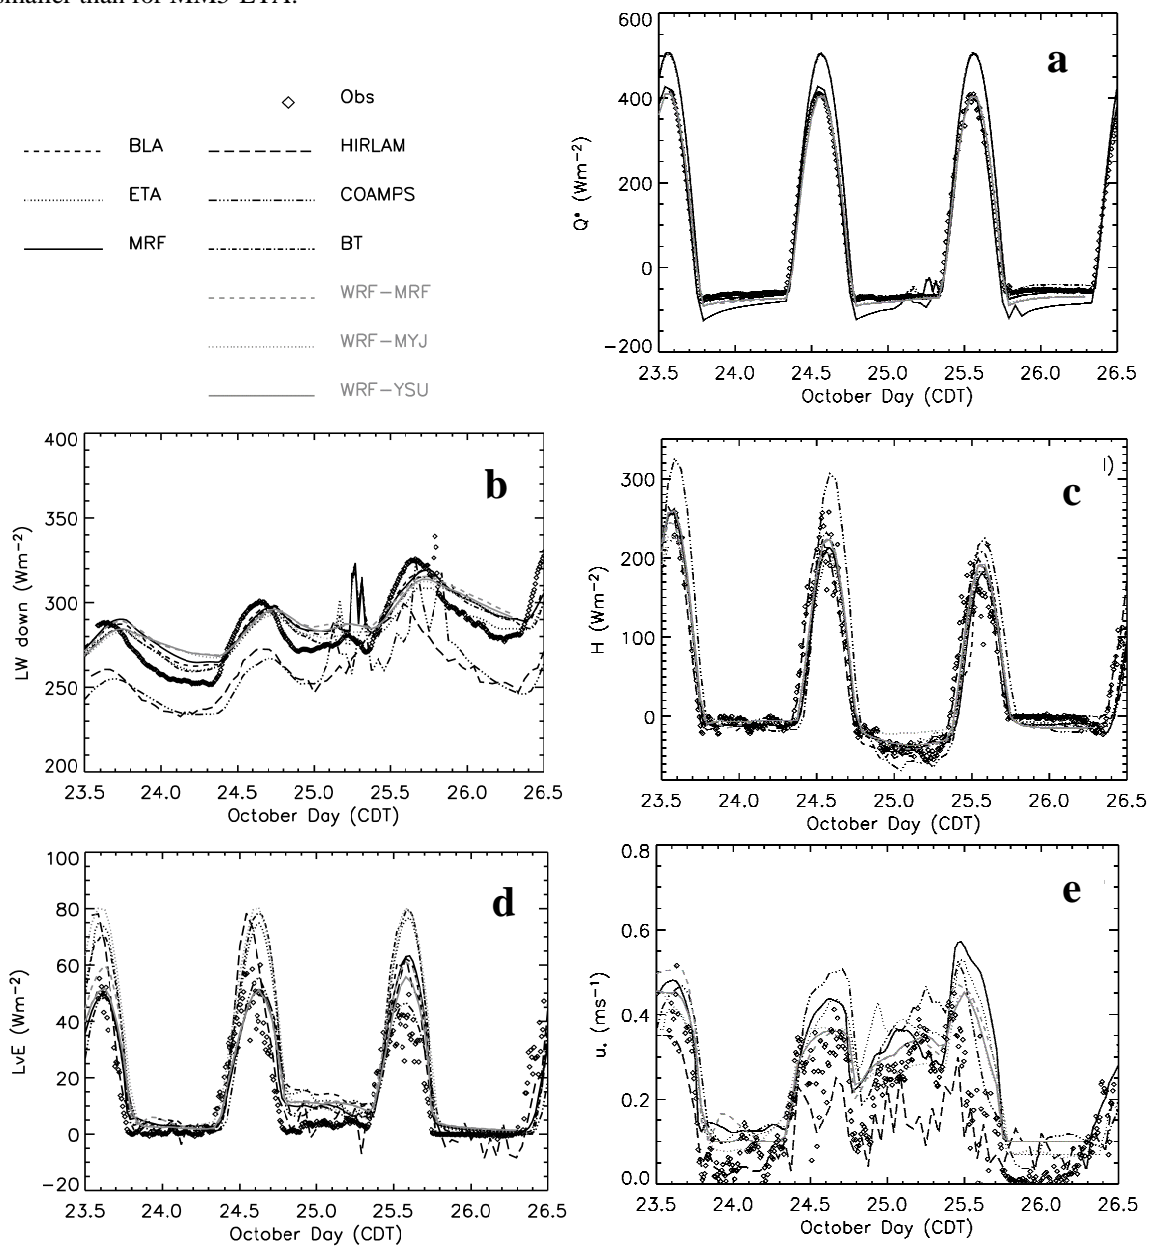 smaller than for MM5-ETA.
Obs
BLA
HIRLAM
ETA
COAMPS
MRF
BT
WRF-MRF
WRF-MYJ
WRF-YSU
a
600
400
200
0
-200
Q* (Wm-2)
23.5 24.0 24.5 25.0 25.5 26.0 26.5
October Day (CDT)
b
400
350
300
250
200
LW down (Wm-2)
23.5 24.0 24.5 25.0 25.5 26.0 26.5
October Day (CDT)
c
300
200
100
0
H (Wm-2)
23.5 24.0 24.5 25.0 25.5 26.0 26.5
October Day (CDT)
d
100
80
60
40
20
0
-20
LvE (Wm-2)
23.5 24.0 24.5 25.0 25.5 26.0 26.5
October Day (CDT)
e
0.8
0.6
0.4
0.2
0.0
u* (ms-1)
23.5 24.0 24.5 25.0 25.5 26.0 26.5
October Day (CDT)